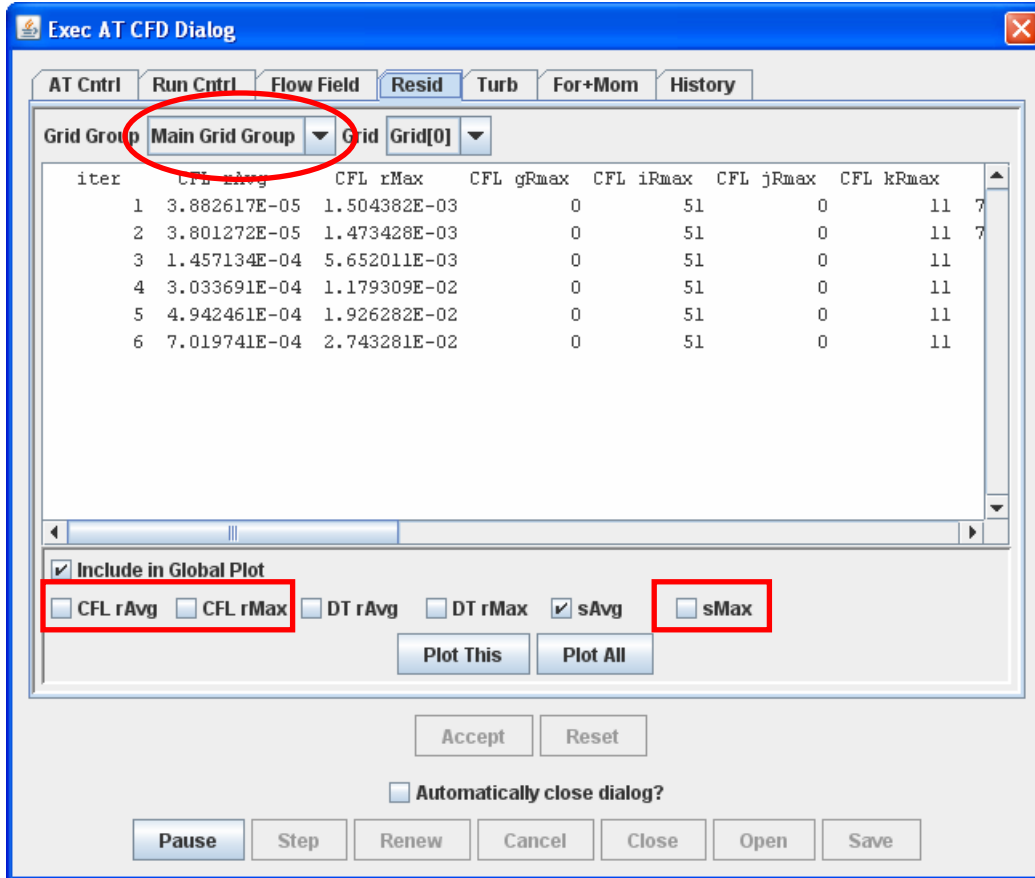 Exec AT CFD Dialog
AT Cntrl Run Cntrl Flow Field Resid Turb For+Mom History
Grid Group Main Grid Group Grid Grid[0]
iter CFL rAvg CFL rMax CFL gRmax CFL iRmax CFL jRmax CFL kRmax
1 3.882617E-05 1.504382E-03 0 51 0 11 7
2 3.801272E-05 1.473428E-03 0 51 0 11 7
3 1.457134E-04 5.652011E-03 0 51 0 11
4 3.033691E-04 1.179309E-02 0 51 0 11
5 4.942461E-04 1.926282E-02 0 51 0 11
6 7.019741E-04 2.743281E-02 0 51 0 11
Include in Global Plot
CFL rAvg CFL rMax DT rAvg DT rMax sAvg sMax
Plot This Plot All
Accept Reset
Automatically close dialog?
Pause Step Renew Cancel Close Open Save